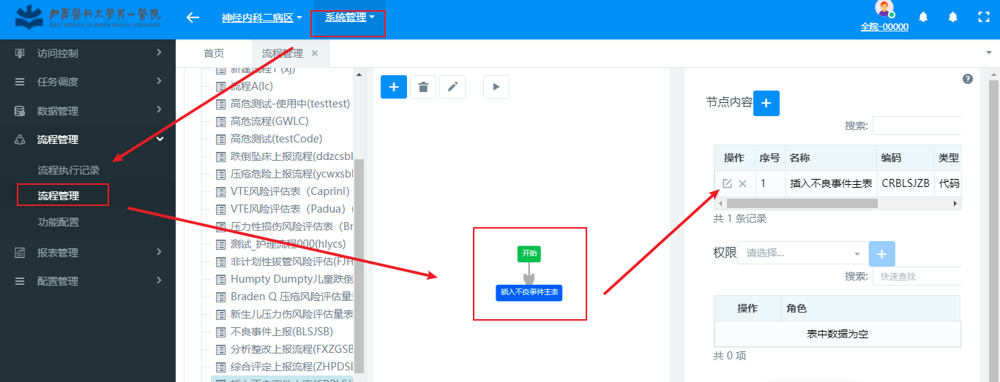 神经内科二病区
系统管理
全院-00000
访问控制
任务调度
数据管理
流程管理
流程执行记录
流程管理
功能配置
报表管理
配置管理
首页
流程管理
新建流程1 (xj)
流程A(lc)
高危测试-使用中(testtest)
高危流程(GWLC)
高危测试(testCode)
跌倒坠床上报流程(ddzcsbl
压疮危险上报流程(ycwxsbl
VTE风险评估表（Caprini）
VTE风险评估表（Padua）(
压力性损伤风险评估表（Br
测试_护理流程000(hlycs)
非计划性拔管风险评估(FJH
Humpty Dumpty儿童跌倒
Braden Q 压疮风险评估量表
新生儿压力伤风险评估量表
不良事件上报(BLSJSB)
分析整改上报流程(FXZGSB
综合评定上报流程(ZHPDSB
插入不良事件主表(CRBLSJZ
开始
插入不良事件主表
节点内容
搜索:
操作 序号 名称 编码 类型
1 插入不良事件主表 CRBLSJZB 代码
共 1 条记录
权限 请选择...
搜索: 快速查找
操作 角色
表中数据为空
共 0 项